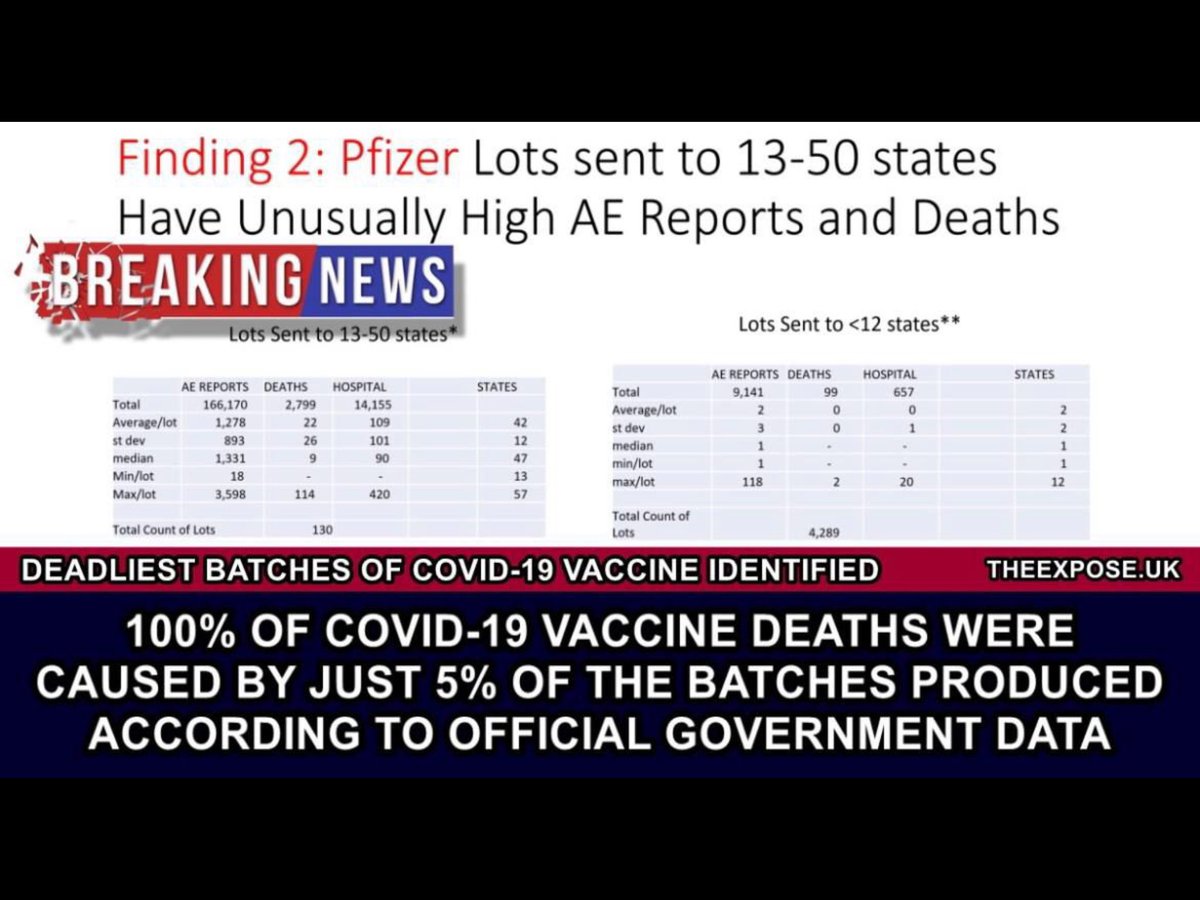 Finding 2: Pfizer Lots sent to 13-50 states
Have Unusually High AE Reports and Deaths
BREAKING NEWS
Lots Sent to 13-50 states*
AE REPORTS DEATHS HOSPITAL STATES
Total 166,170 2,799 14,155
Average/lot 1,278 22 109 42
st dev 893 26 101 12
median 1,331 9 90 47
Min/lot 18 - - 13
Max/lot 3,598 114 420 57
Total Count of Lots 130
Lots Sent to <12 states**
AE REPORTS DEATHS HOSPITAL STATES
Total 9,141 99 657
Average/lot 2 0 0 2
st dev 3 0 1 2
median 1 - - 1
min/lot 1 - - 1
max/lot 118 2 20 12
Total Count of
Lots 4,289
DEADLIEST BATCHES OF COVID-19 VACCINE IDENTIFIED
THEEXPOSE.UK
100% OF COVID-19 VACCINE DEATHS WERE
CAUSED BY JUST 5% OF THE BATCHES PRODUCED
ACCORDING TO OFFICIAL GOVERNMENT DATA